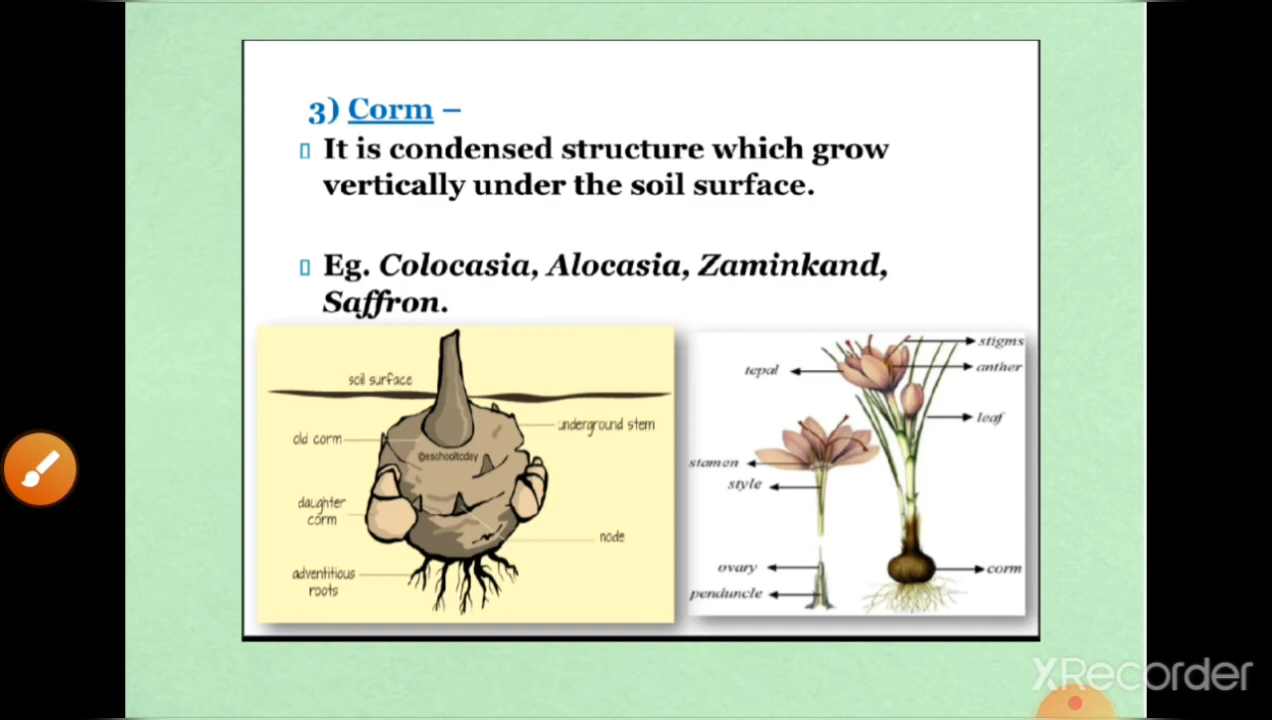 3) Corm –
It is condensed structure which grow
vertically under the soil surface.
Eg. Colocasia, Alocasia, Zaminkand,
Saffron.
soil surface
underground stem
old corm
@eschooltoday
daughter
corm
node
adventitious
roots
stigms
tepal
anther
leaf
stamen
style
ovary
corm
penduncle
XRecorder